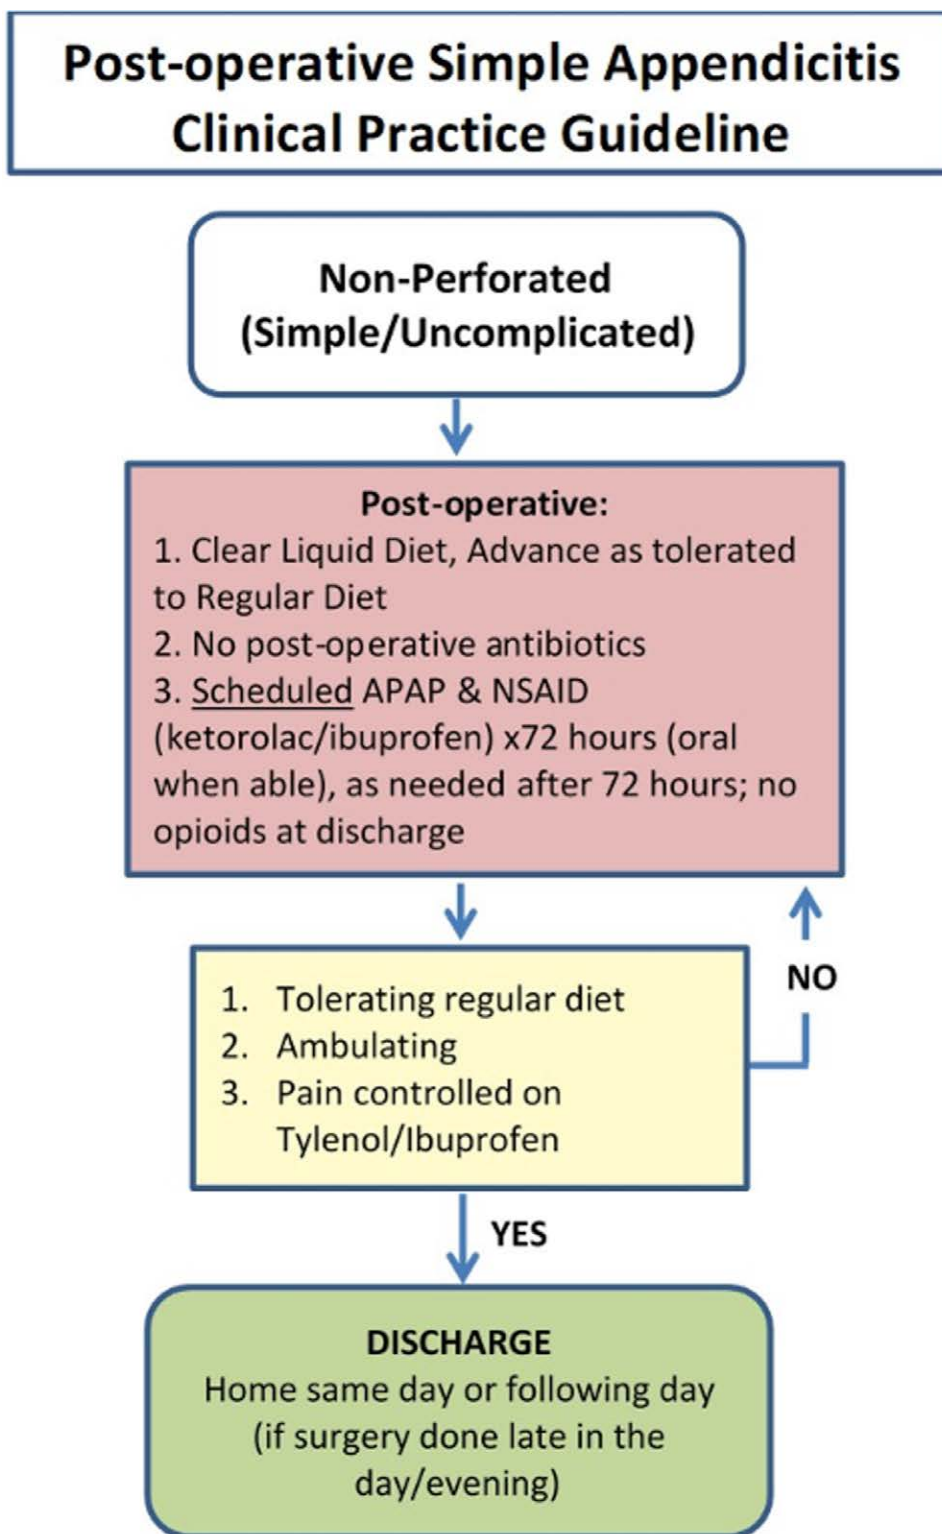 Post-operative Simple Appendicitis
Clinical Practice Guideline
Non-Perforated
(Simple/Uncomplicated)
Post-operative:
1. Clear Liquid Diet, Advance as tolerated
to Regular Diet
2. No post-operative antibiotics
3. Scheduled APAP & NSAID
(ketorolac/ibuprofen) x72 hours (oral
when able), as needed after 72 hours; no
opioids at discharge
NO
1. Tolerating regular diet
2. Ambulating
3. Pain controlled on
Tylenol/Ibuprofen
YES
DISCHARGE
Home same day or following day
(if surgery done late in the
day/evening)